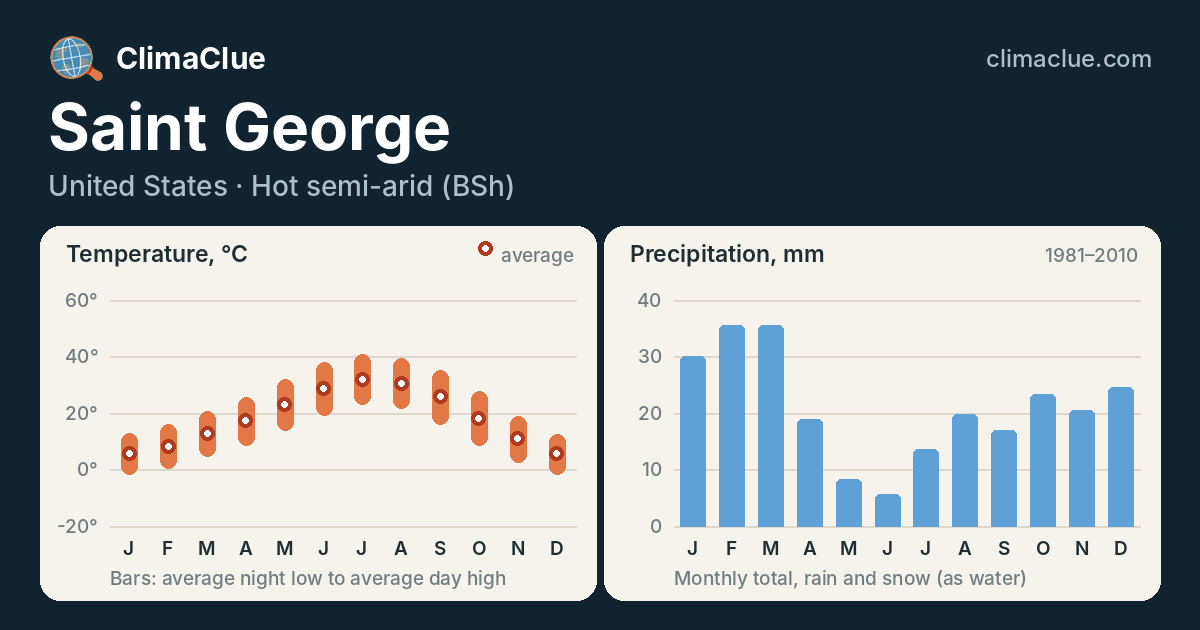 ClimaClue
climaclue.com
Saint George
United States · Hot semi-arid (BSh)
Temperature, °C
average
60°
40°
20°
0°
-20°
J F M A M J J A S O N D
Bars: average night low to average day high
Precipitation, mm
1981–2010
40
30
20
10
0
J F M A M J J A S O N D
Monthly total, rain and snow (as water)